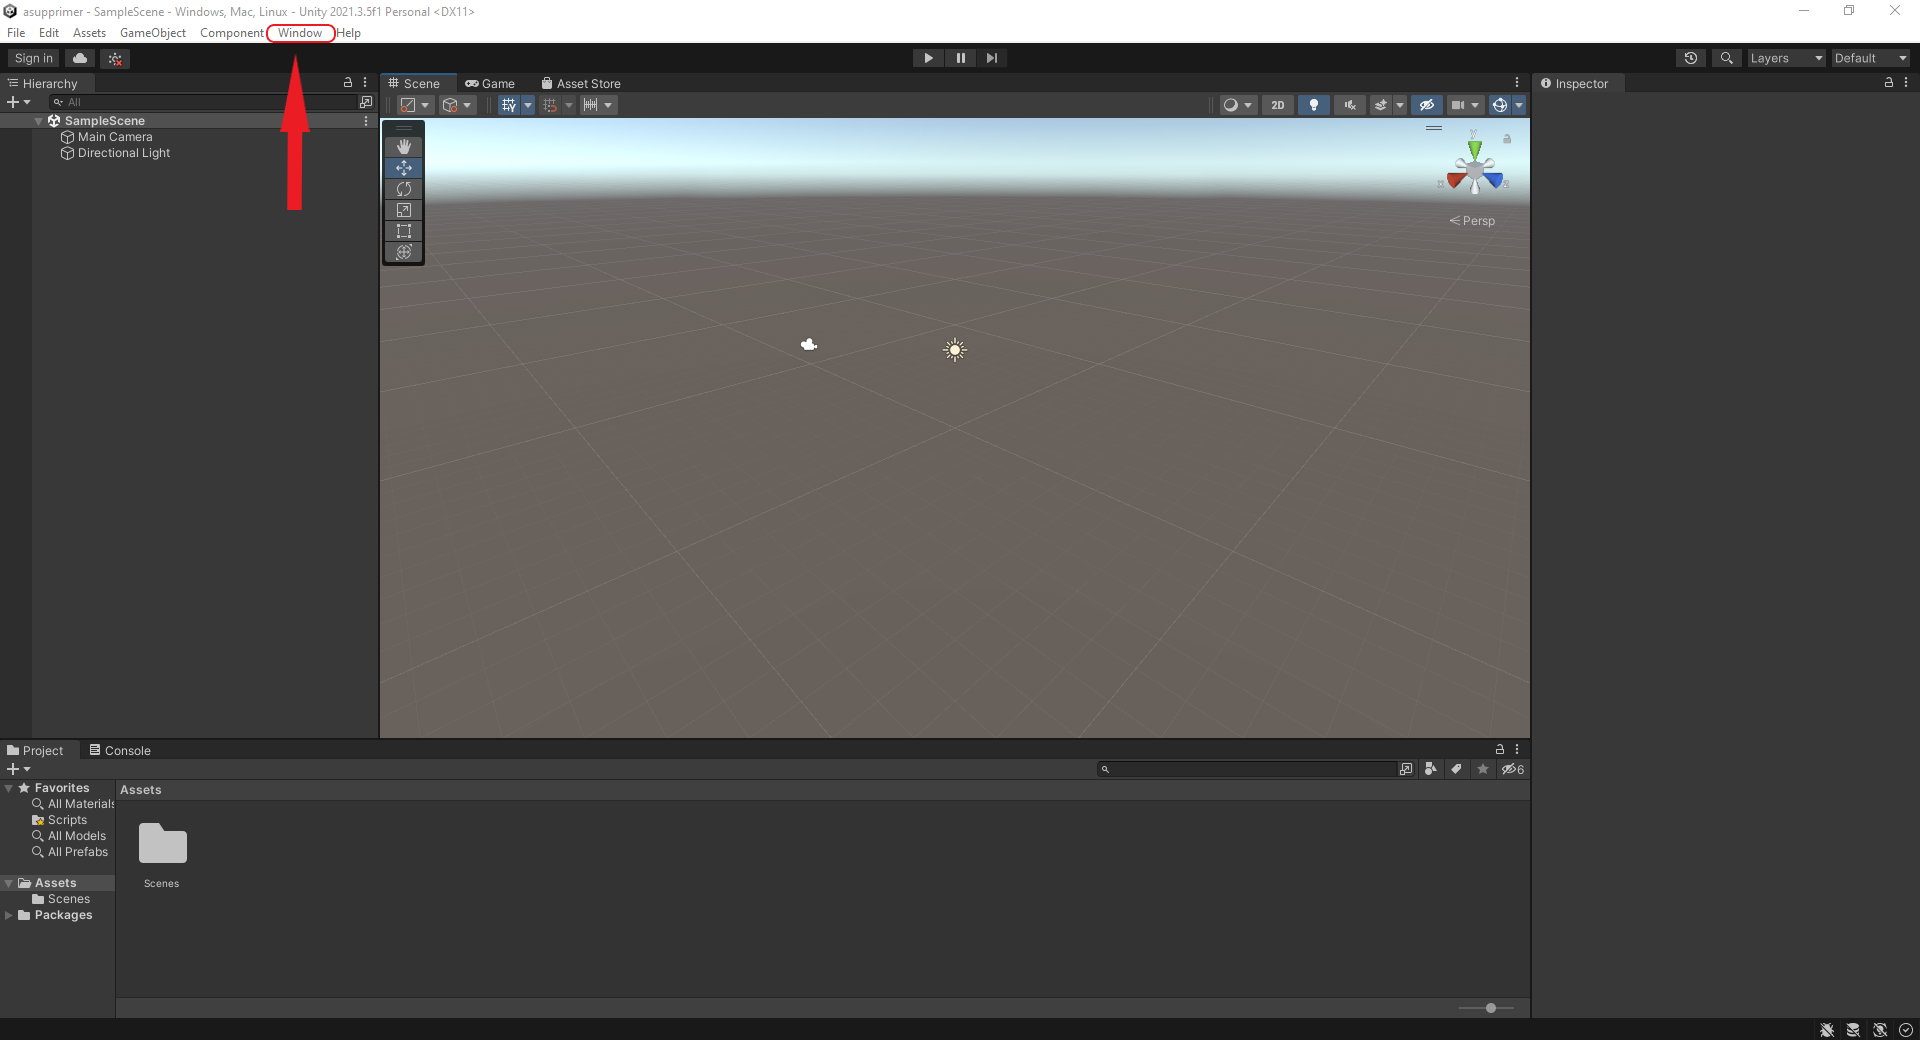 asupprimer - SampleScene - Windows, Mac, Linux - Unity 2021.3.5f1 Personal <DX11>
File Edit Assets GameObject Component Window Help
Sign in
Layers
Default
Hierarchy
All
SampleScene
Main Camera
Directional Light
Scene
Game
Asset Store
2D
y
x
z
< Persp
Inspector
Project
Console
6
Favorites
All Materials
Scripts
All Models
All Prefabs
Assets
Scenes
Packages
Assets
Scenes